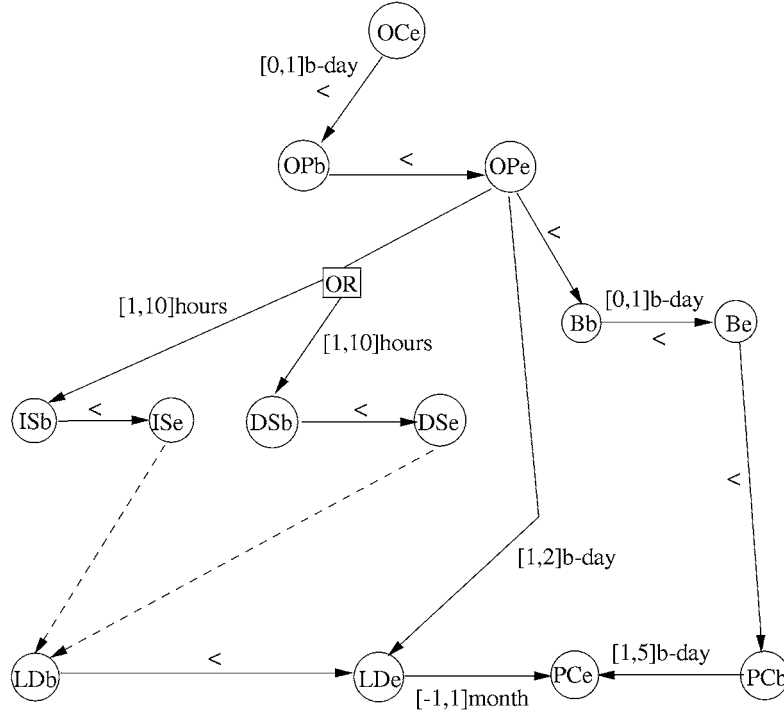 OCe
[0,1]b-day
<
OPb
<
OPe
<
OR
[1,10]hours
[1,10]hours
Bb
[0,1]b-day
<
Be
ISb
<
ISe
DSb
<
DSe
<
[1,2]b-day
LDb
<
LDe
[-1,1]month
PCe
[1,5]b-day
PCb